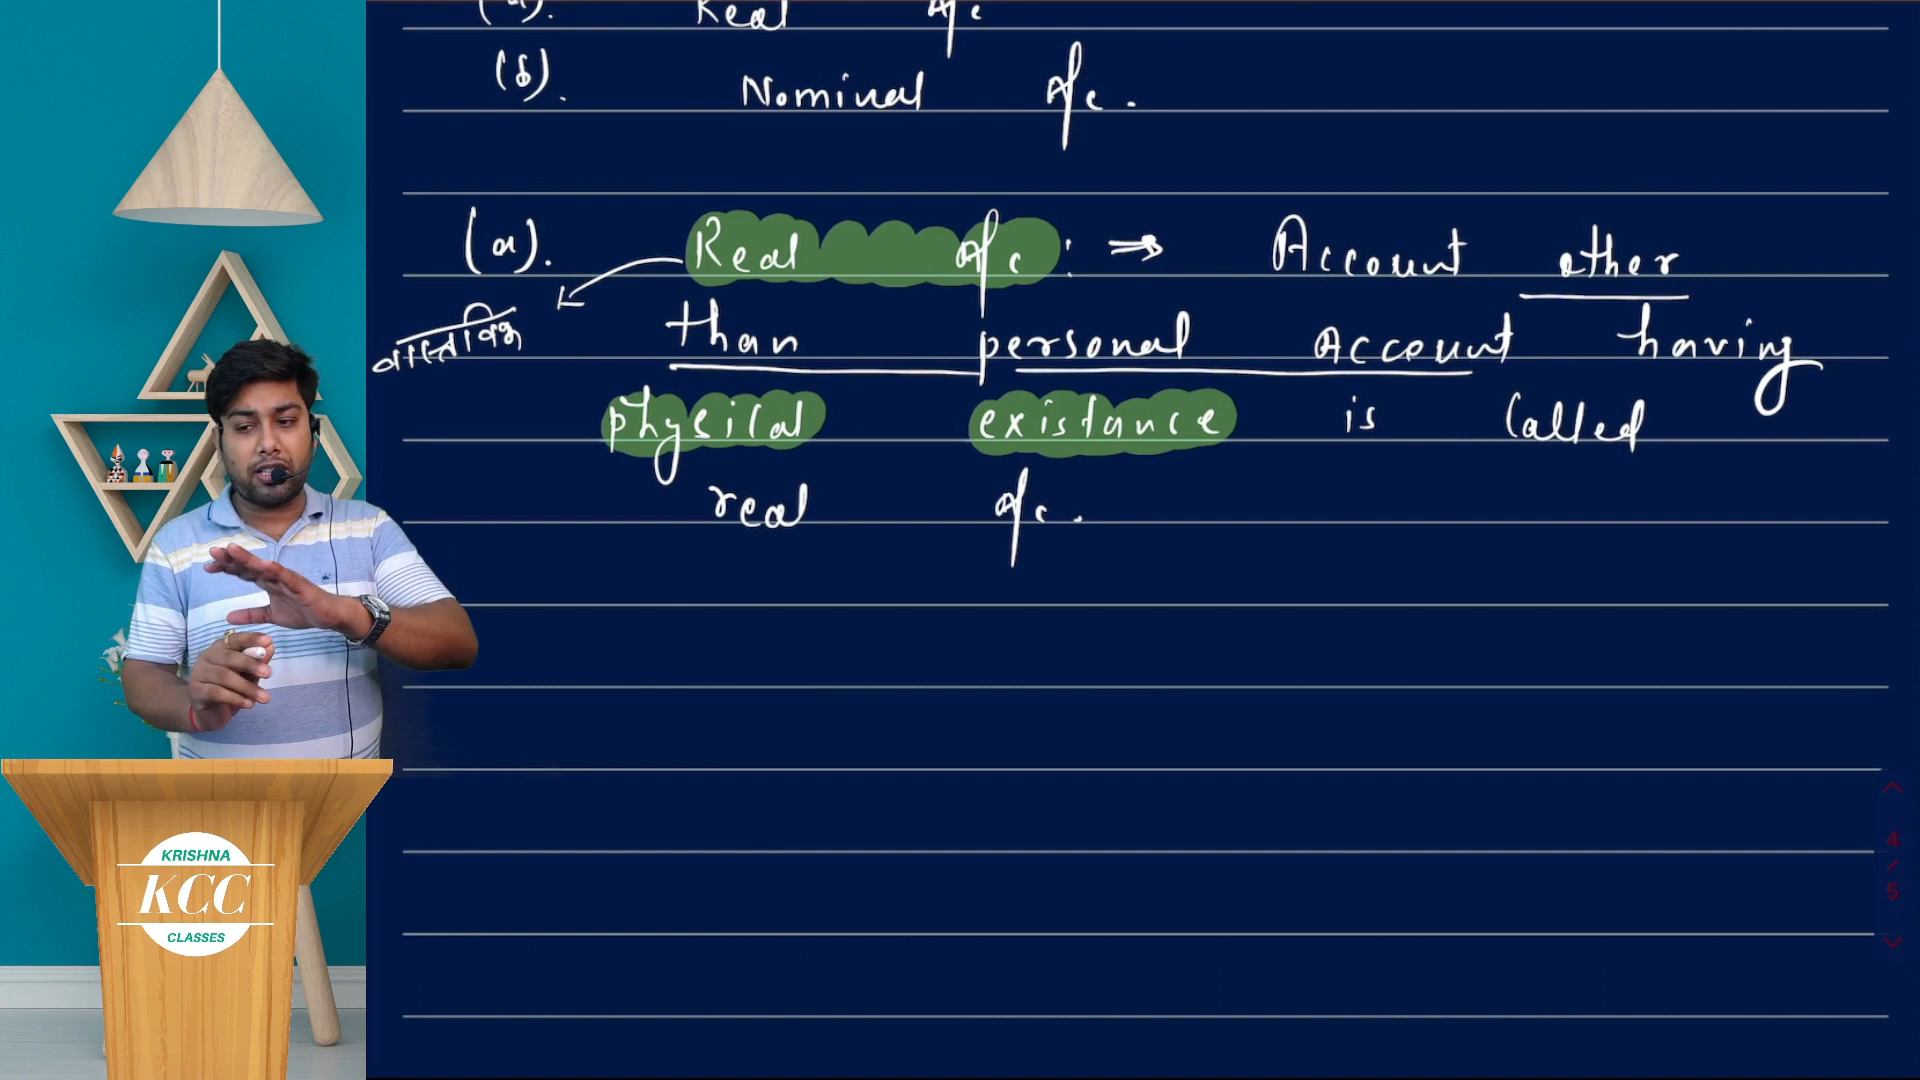 (a). Real A/c
(b). Nominal A/c.
(a). Real A/c : ⇒ Account other
वास्तविक than personal Account having
physical existance is called
real A/c.
KRISHNA
KCC
CLASSES
4
/
5